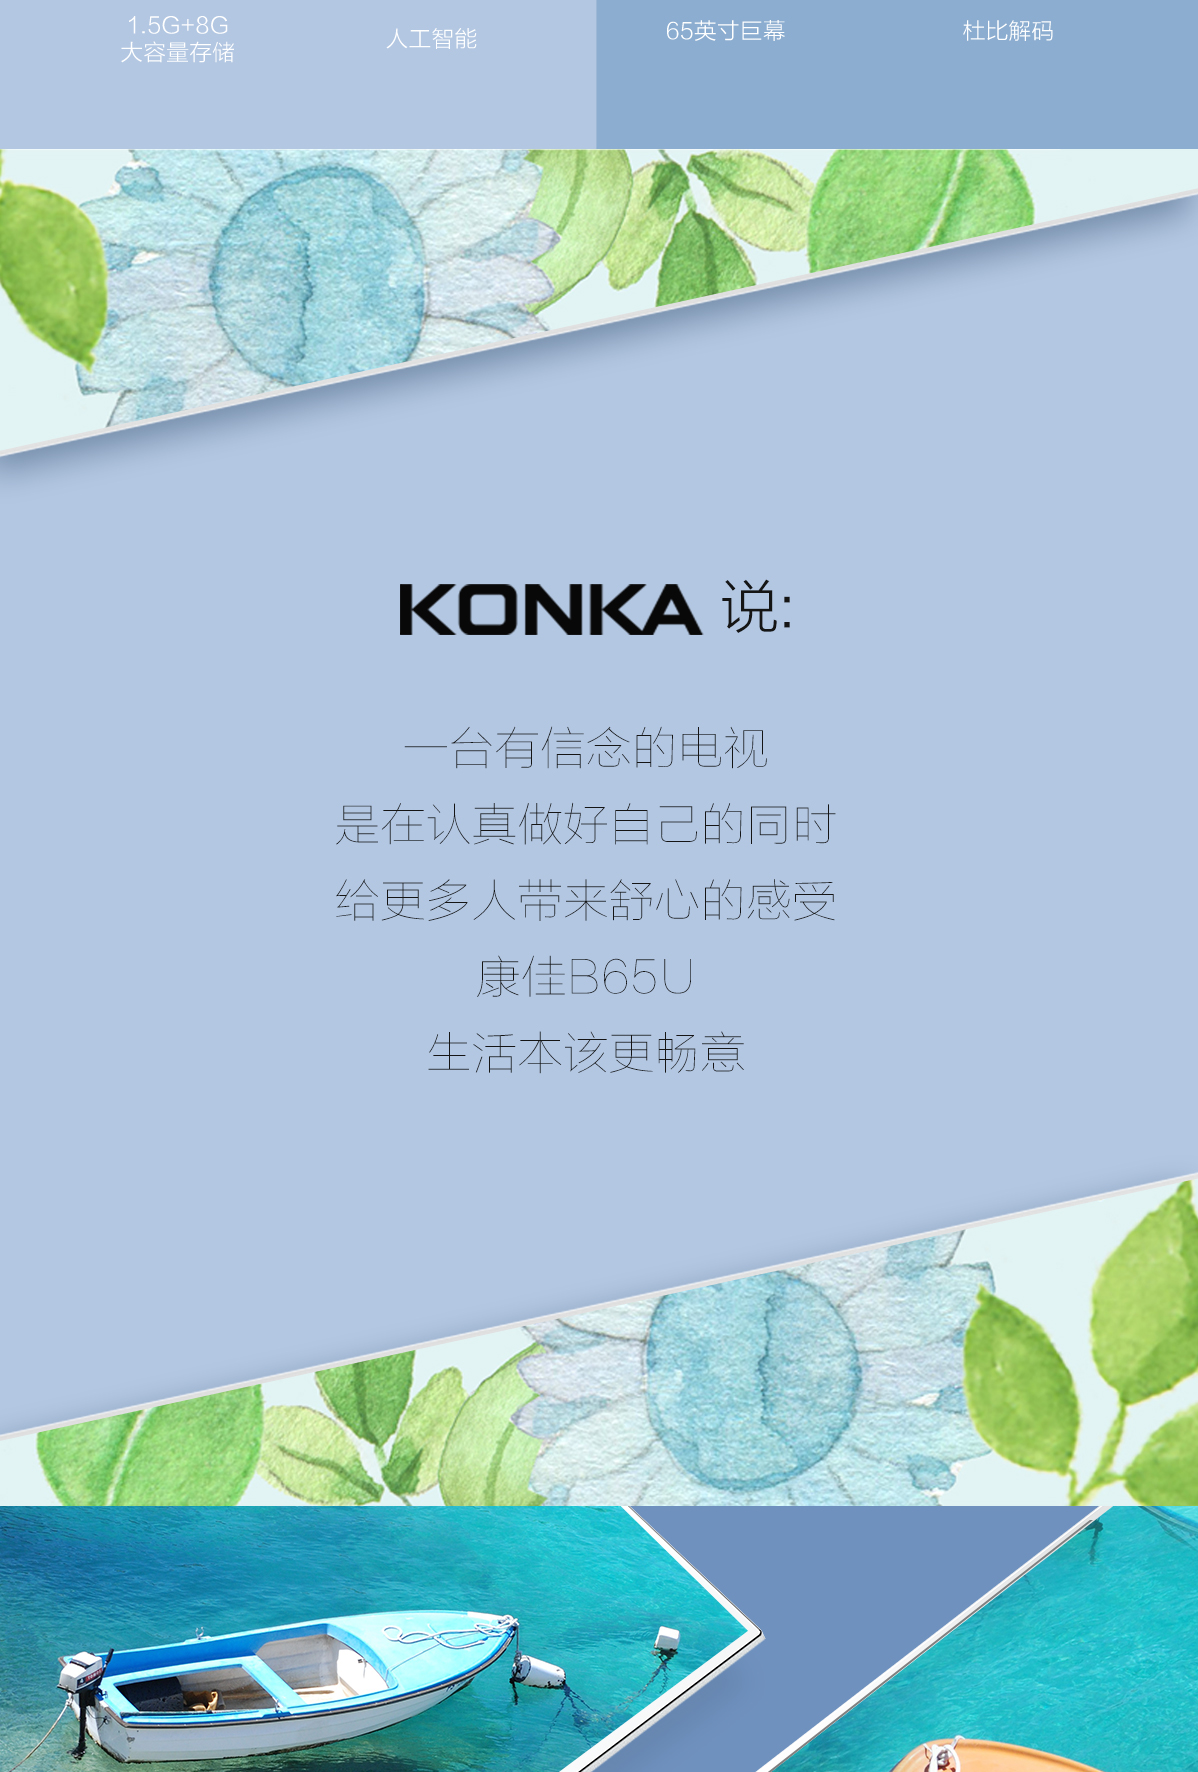 1.5G+8G
大容量存储
人工智能
65英寸巨幕
杜比解码
KONKA 说:
一台有信念的电视
是在认真做好自己的同时
给更多人带来舒心的感受
康佳B65U
生活本该更畅意